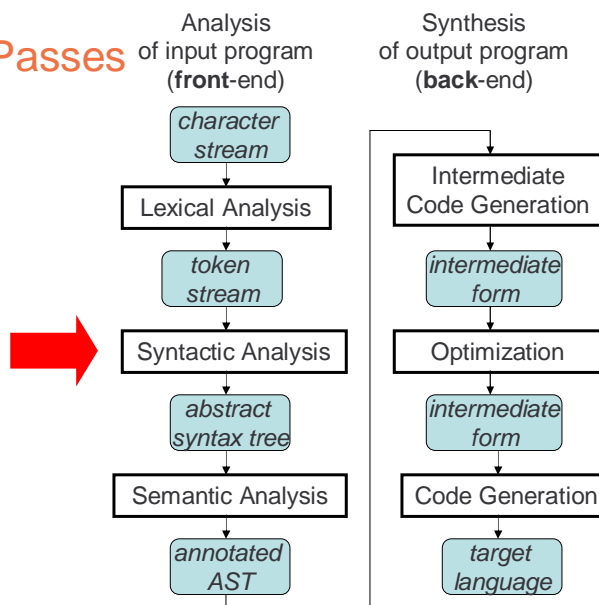 Passes
Analysis
of input program
(front-end)
character
stream
Lexical Analysis
token
stream
Syntactic Analysis
abstract
syntax tree
Semantic Analysis
annotated
AST
Synthesis
of output program
(back-end)
Intermediate
Code Generation
intermediate
form
Optimization
intermediate
form
Code Generation
target
language